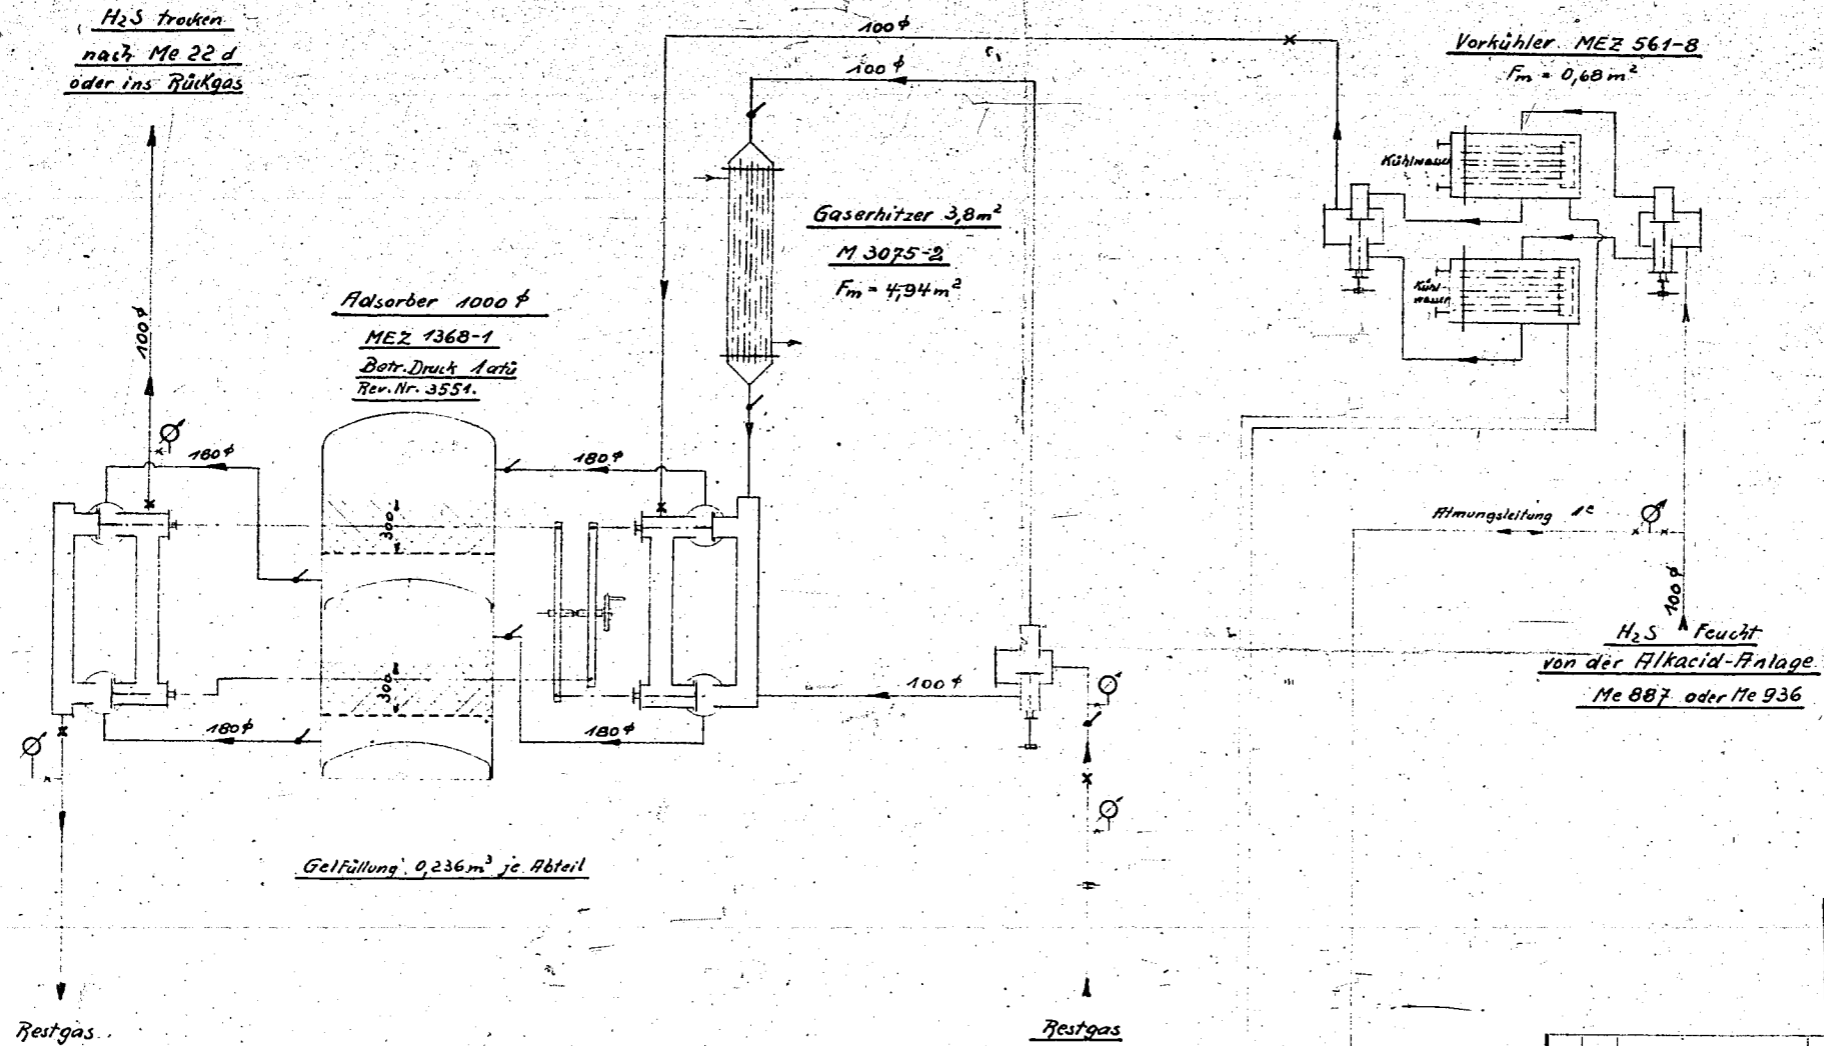 H₂S trocken
nach Me 22 d
oder ins Rückgas
100 ⌀
100 ⌀
Vorkühler MEZ 561-8
Fm = 0,68 m²
Kühlwasser
Kühl-
wasser
Gaserhitzer 3,8 m²
M 3075-2
Fm = 4,94 m²
Adsorber 1000 ⌀
MEZ 1368-1
Betr. Druck 1 atü
Rev. Nr. 3551.
100 ⌀
180 ⌀
180 ⌀
300
Atmungsleitung 1"
100 ⌀
H₂S Feucht
von der Alkacid-Anlage
Me 887 oder Me 936
300
100 ⌀
180 ⌀
180 ⌀
Gelfüllung 0,236 m³ je Abteil
Restgas
Restgas